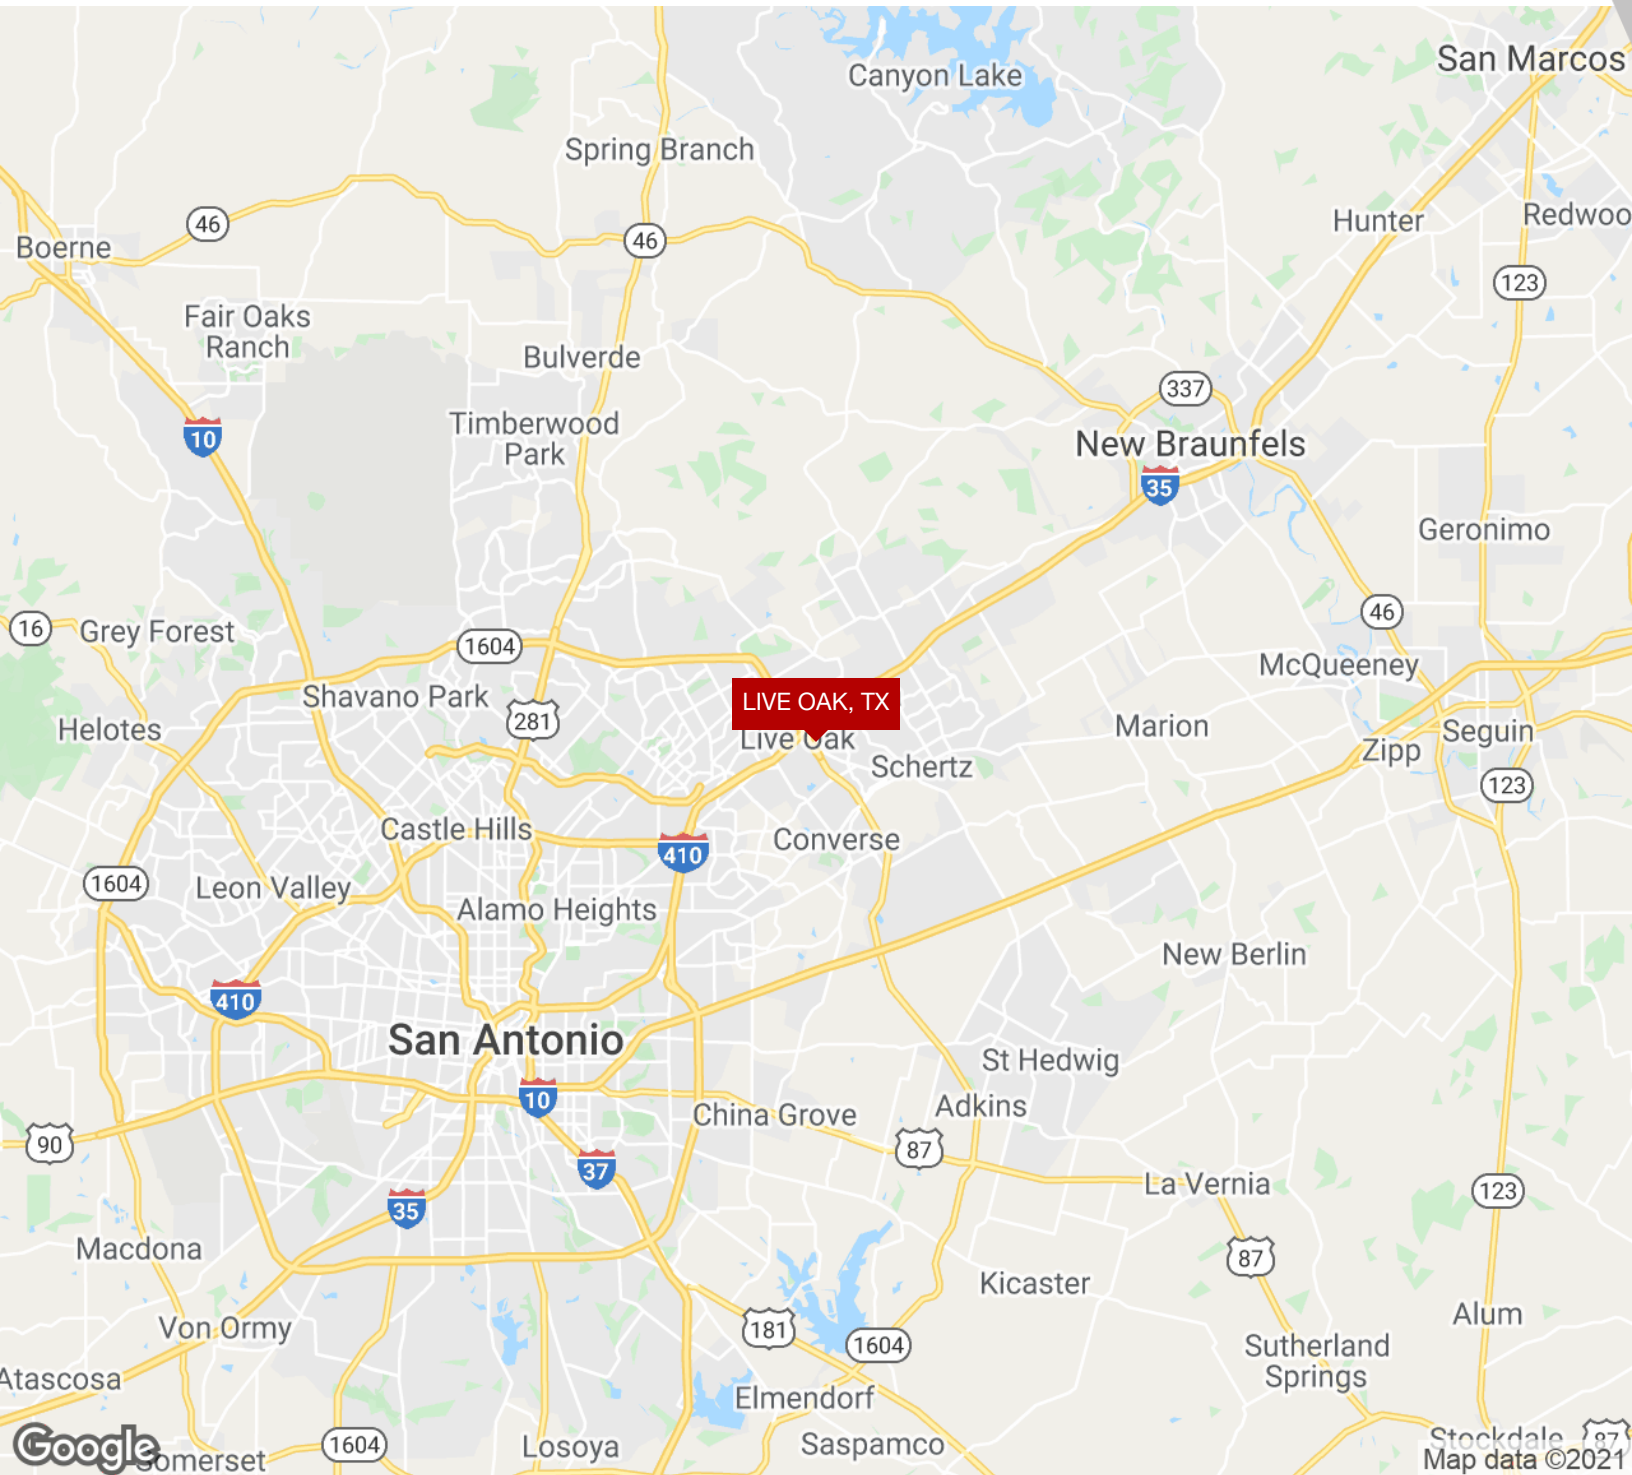 San Marcos
Canyon Lake
Spring Branch
46
Hunter
Redwoo
46
Boerne
123
Fair Oaks
Ranch
Bulverde
337
Timberwood
Park
10
New Braunfels
35
Geronimo
46
16
Grey Forest
1604
McQueeney
Shavano Park
LIVE OAK, TX
281
Helotes
Live Oak
Marion
Seguin
Zipp
Schertz
123
Castle Hills
Converse
410
1604
Leon Valley
Alamo Heights
New Berlin
410
San Antonio
St Hedwig
10
Adkins
China Grove
90
87
37
La Vernia
123
35
Macdona
87
Kicaster
Alum
Von Ormy
181
1604
Sutherland
Springs
Atascosa
Elmendorf
Google
Somerset
1604
Losoya
Saspamco
Stockdale
87
Map data ©2021